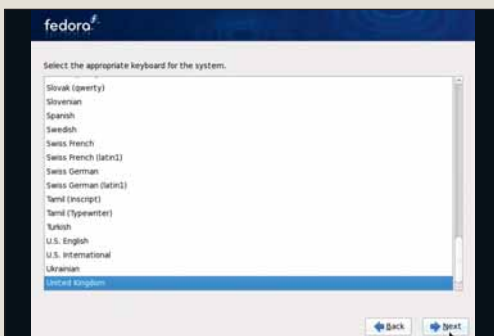 fedora
Select the appropriate keyboard for the system.
Slovak (qwerty)
Slovenian
Spanish
Swedish
Swiss French
Swiss French (latin1)
Swiss German
Swiss German (latin1)
Tamil (Inscript)
Tamil (Typewriter)
Turkish
U.S. English
U.S. International
Ukrainian
United Kingdom
Back Next